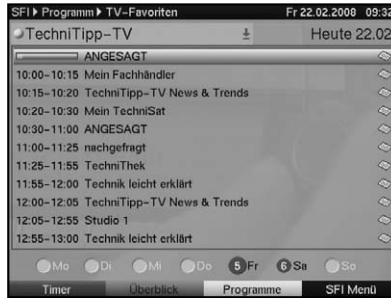 SFI Programm TV-Favoriten Fr 22.02.2008 09:32
TechniTipp-TV Heute 22.02
ANGESAGT
10:00-10:15 Mein Fachhändler
10:15-10:20 TechniTipp-TV News & Trends
10:20-10:30 Mein TechniSat
10:30-11:00 ANGESAGT
11:00-11:25 nachgefragt
11:25-11:55 TechniThek
11:55-12:00 Technik leicht erklärt
12:00-12:05 TechniTipp-TV News & Trends
12:05-12:55 Studio 1
12:55-13:00 Technik leicht erklärt
Mo Di Mi Do 5 Fr 6 Sa So
Timer Überblick Programme SFI Menü